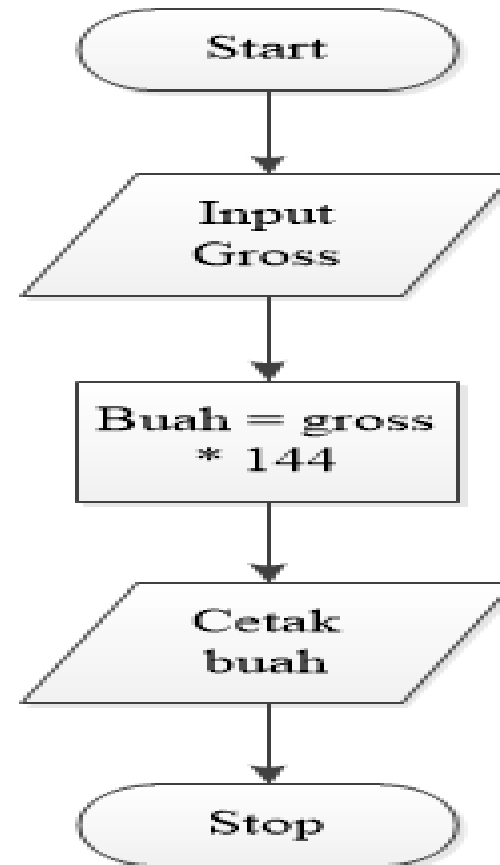 Start
Input
Gross
Buah = gross
* 144
Cetak
buah
Stop